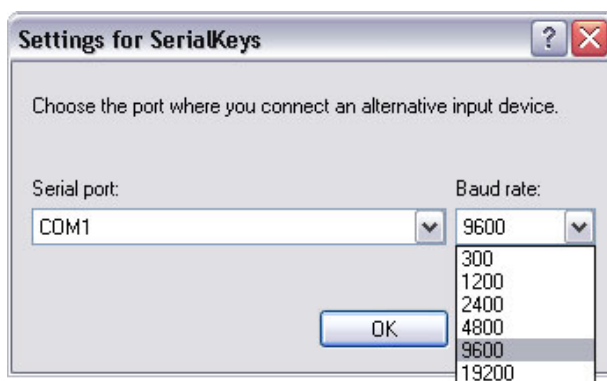 Settings for SerialKeys
Choose the port where you connect an alternative input device.
Serial port: Baud rate:
COM1 9600
300
1200
2400
4800
OK
9600
19200